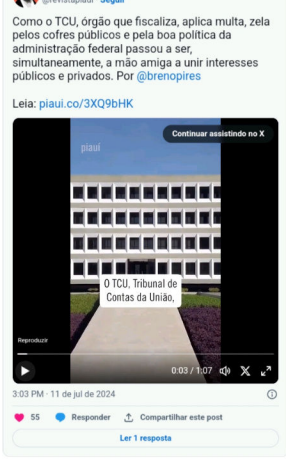 @revistapiaui · Seguir
Como o TCU, órgão que fiscaliza, aplica multa, zela
pelos cofres públicos e pela boa política da
administração federal passou a ser,
simultaneamente, a mão amiga a unir interesses
públicos e privados. Por @brenopires
Leia: piaui.co/3XQ9bHK
Continuar assistindo no X
piauí
O TCU, Tribunal de
Contas da União,
Reproduzir
0:03 / 1:07
3:03 PM · 11 de jul de 2024
55 Responder Compartilhar este post
Ler 1 resposta